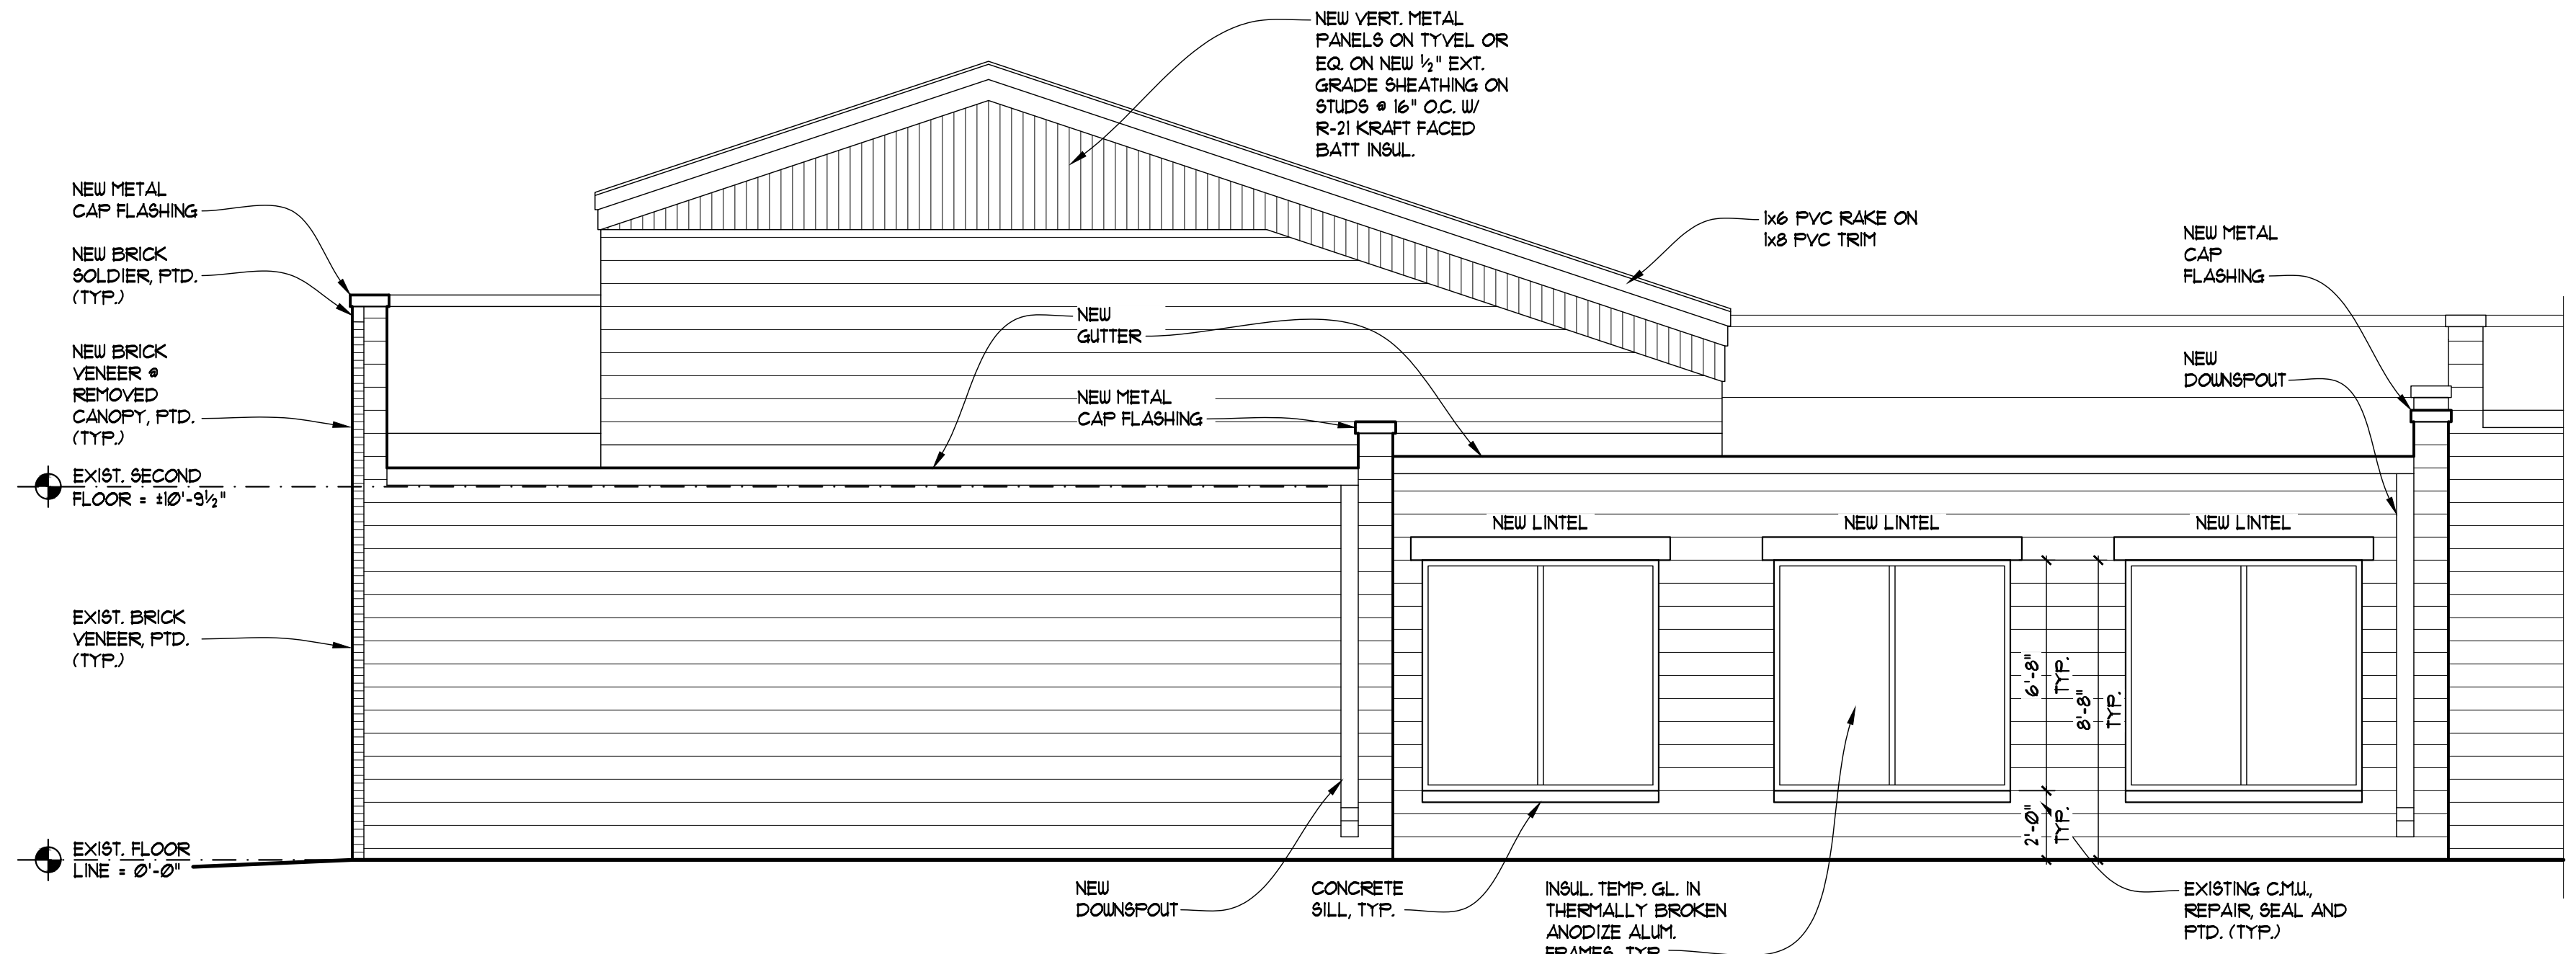 NEW VERT. METAL
PANELS ON TYVEL OR
EQ. ON NEW ½" EXT.
GRADE SHEATHING ON
STUDS @ 16" O.C. W/
R-21 KRAFT FACED
BATT INSUL.
NEW METAL
CAP FLASHING
NEW BRICK
SOLDIER, PTD.
(TYP.)
NEW BRICK
VENEER @
REMOVED
CANOPY, PTD.
(TYP.)
EXIST. SECOND
FLOOR = ±10'-9½"
EXIST. BRICK
VENEER, PTD.
(TYP.)
EXIST. FLOOR
LINE = 0'-0"
NEW
GUTTER
NEW METAL
CAP FLASHING
1x6 PVC RAKE ON
1x8 PVC TRIM
NEW METAL
CAP
FLASHING
NEW
DOWNSPOUT
NEW LINTEL
NEW LINTEL
NEW LINTEL
6'-8"
TYP.
8'-8"
TYP.
2'-0"
TYP.
NEW
DOWNSPOUT
CONCRETE
SILL, TYP.
INSUL. TEMP. GL. IN
THERMALLY BROKEN
ANODIZE ALUM.
FRAMES, TYP.
EXISTING C.M.U.,
REPAIR, SEAL AND
PTD. (TYP.)